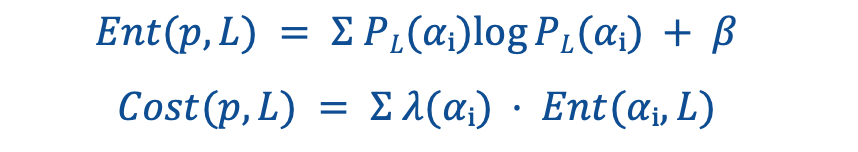 Ent(p, L) = Σ P_L(α_i)log P_L(α_i) + β
Cost(p, L) = Σ λ(α_i) · Ent(α_i, L)